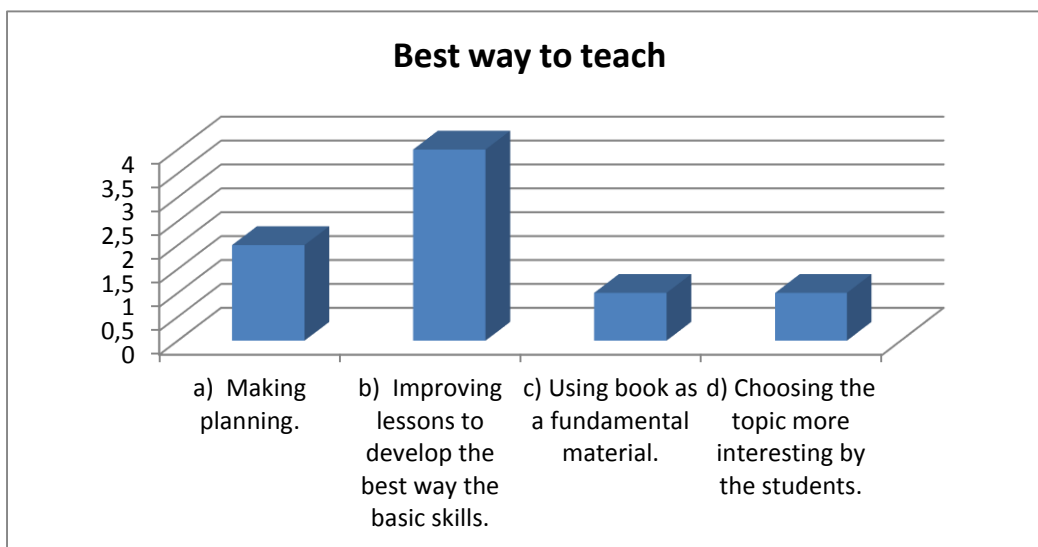 Best way to teach
4
3,5
3
2,5
2
1,5
1
0,5
0
a) Making
planning.
b) Improving
lessons to
develop the
best way the
basic skills.
c) Using book as
a fundamental
material.
d) Choosing the
topic more
interesting by
the students.